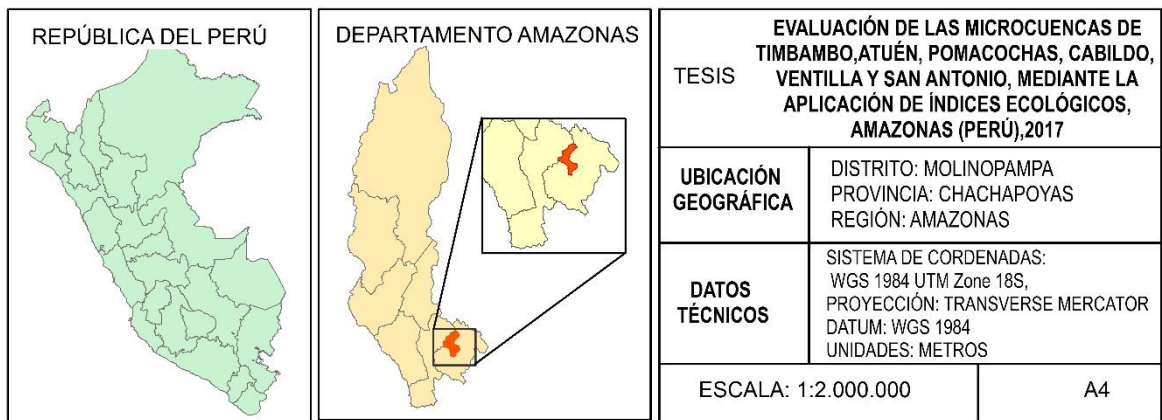 REPÚBLICA DEL PERÚ
DEPARTAMENTO AMAZONAS
TESIS
EVALUACIÓN DE LAS MICROCUENCAS DE
TIMBAMBO,ATUÉN, POMACOCHAS, CABILDO,
VENTILLA Y SAN ANTONIO, MEDIANTE LA
APLICACIÓN DE ÍNDICES ECOLÓGICOS,
AMAZONAS (PERÚ),2017
UBICACIÓN
GEOGRÁFICA
DISTRITO: MOLINOPAMPA
PROVINCIA: CHACHAPOYAS
REGIÓN: AMAZONAS
DATOS
TÉCNICOS
SISTEMA DE CORDENADAS:
WGS 1984 UTM Zone 18S,
PROYECCIÓN: TRANSVERSE MERCATOR
DATUM: WGS 1984
UNIDADES: METROS
ESCALA: 1:2.000.000
A4